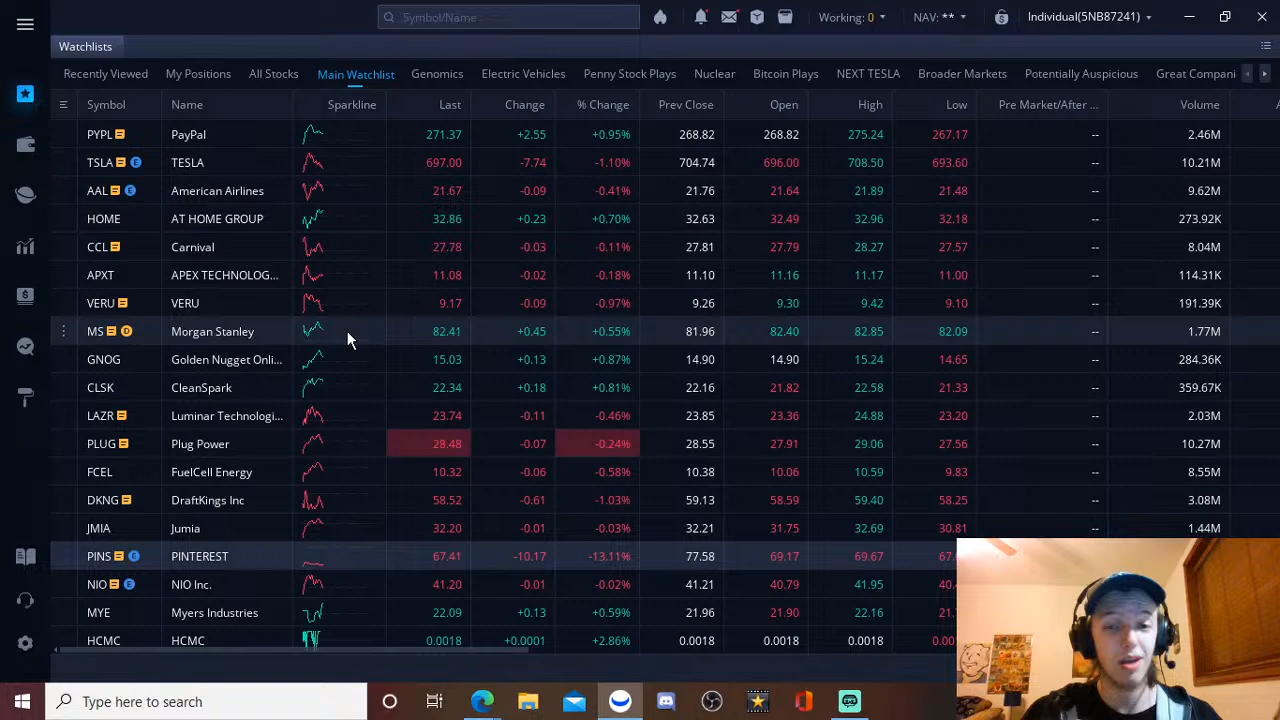 Symbol/Name
Working: 0
NAV: **
Individual(5NB87241)
Watchlists
Recently Viewed My Positions All Stocks Main Watchlist Genomics Electric Vehicles Penny Stock Plays Nuclear Bitcoin Plays NEXT TESLA Broader Markets Potentially Auspicious Great Compani
Symbol Name Sparkline Last Change % Change Prev Close Open High Low Pre Market/After ... Volume
PYPL PayPal 271.37 +2.55 +0.95% 268.82 268.82 275.24 267.17 -- 2.46M
TSLA E TESLA 697.00 -7.74 -1.10% 704.74 696.00 708.50 693.60 -- 10.21M
AAL E American Airlines 21.67 -0.09 -0.41% 21.76 21.64 21.89 21.48 -- 9.62M
HOME AT HOME GROUP 32.86 +0.23 +0.70% 32.63 32.49 32.96 32.18 -- 273.92K
CCL Carnival 27.78 -0.03 -0.11% 27.81 27.79 28.27 27.57 -- 8.04M
APXT APEX TECHNOLOG... 11.08 -0.02 -0.18% 11.10 11.16 11.17 11.00 -- 114.31K
VERU VERU 9.17 -0.09 -0.97% 9.26 9.30 9.42 9.10 -- 191.39K
MS D Morgan Stanley 82.41 +0.45 +0.55% 81.96 82.40 82.85 82.09 -- 1.77M
GNOG Golden Nugget Onli... 15.03 +0.13 +0.87% 14.90 14.90 15.24 14.65 -- 284.36K
CLSK CleanSpark 22.34 +0.18 +0.81% 22.16 21.82 22.58 21.33 -- 359.67K
LAZR Luminar Technologi... 23.74 -0.11 -0.46% 23.85 23.36 24.88 23.20 -- 2.03M
PLUG Plug Power 28.48 -0.07 -0.24% 28.55 27.91 29.06 27.56 -- 10.27M
FCEL FuelCell Energy 10.32 -0.06 -0.58% 10.38 10.06 10.59 9.83 -- 8.55M
DKNG DraftKings Inc 58.52 -0.61 -1.03% 59.13 58.59 59.40 58.25 -- 3.08M
JMIA Jumia 32.20 -0.01 -0.03% 32.21 31.75 32.69 30.81 -- 1.44M
PINS E PINTEREST 67.41 -10.17 -13.11% 77.58 69.17 69.67
NIO E NIO Inc. 41.20 -0.01 -0.02% 41.21 40.79 41.95
MYE Myers Industries 22.09 +0.13 +0.59% 21.96 21.90 22.16
HCMC HCMC 0.0018 +0.0001 +2.86% 0.0018 0.0018 0.0018
Type here to search